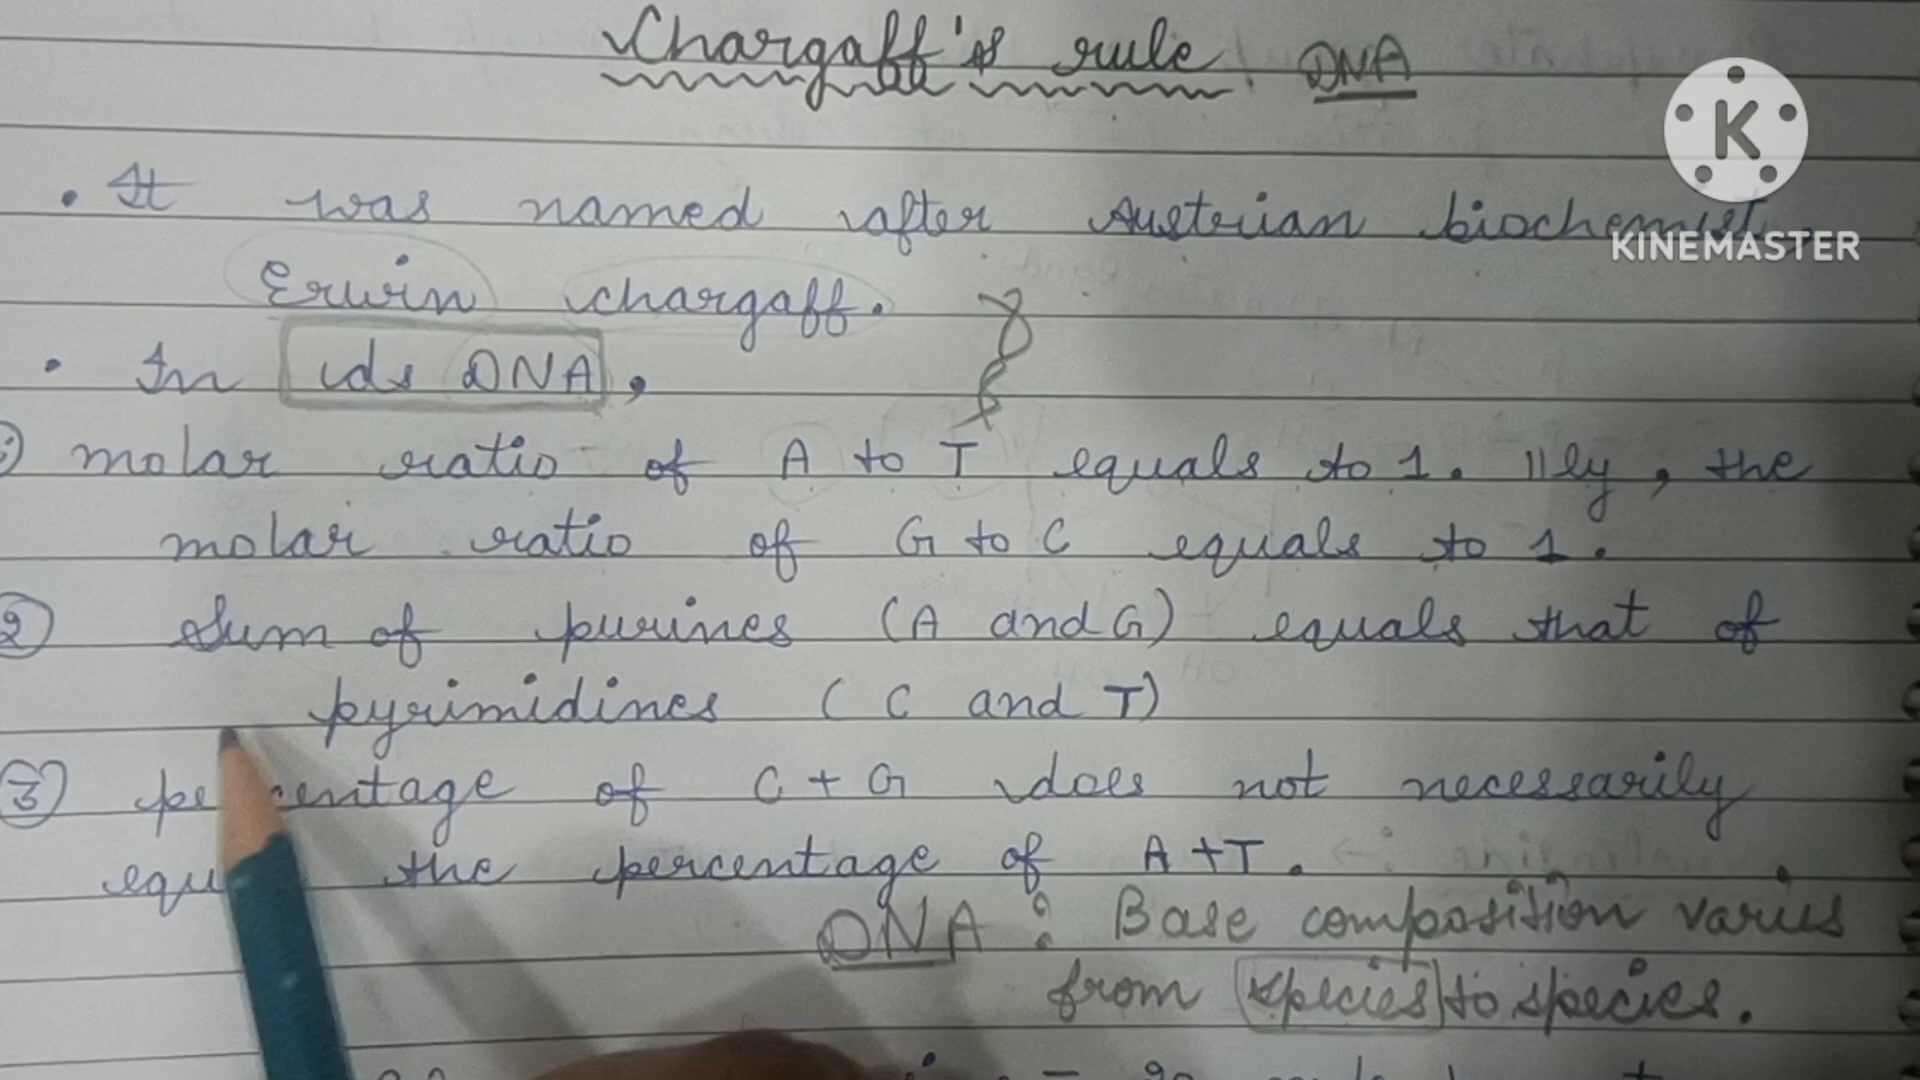 Chargaff's rule DNA
K
KINEMASTER
• It was named after Austrian biochemist,
Erwin chargaff.
• In ds DNA,
molar ratio of A to T equals to 1. ||ly, the
molar ratio of G to C equals to 1.
② Sum of purines (A and G) equals that of
pyrimidines (C and T)
③ percentage of C + G does not necessarily
equ the percentage of A+T.
DNA : Base composition varies
from species to species.